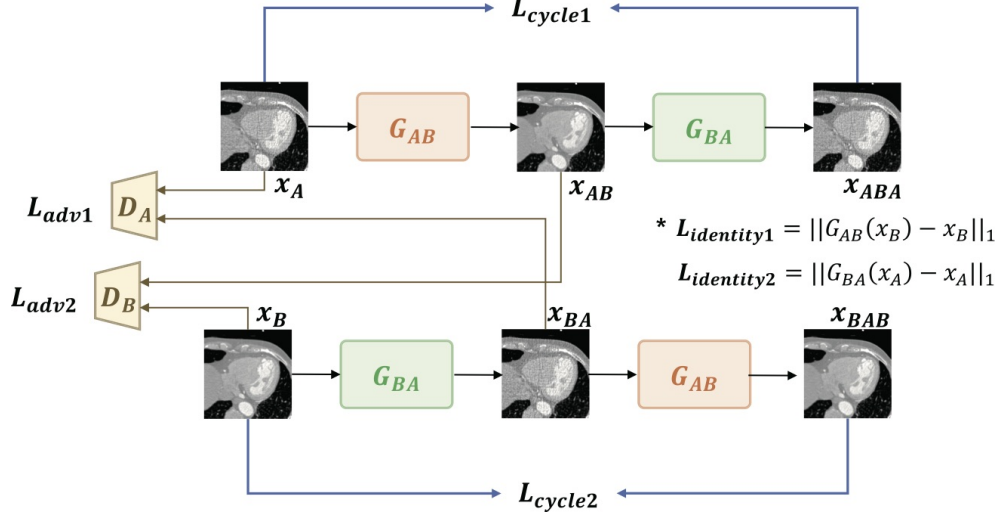 L_cycle1
G_AB
G_BA
x_A
x_AB
x_ABA
L_adv1
D_A
* L_identity1 = ||G_AB(x_B) − x_B||_1
L_identity2 = ||G_BA(x_A) − x_A||_1
L_adv2
D_B
x_B
x_BA
x_BAB
G_BA
G_AB
L_cycle2